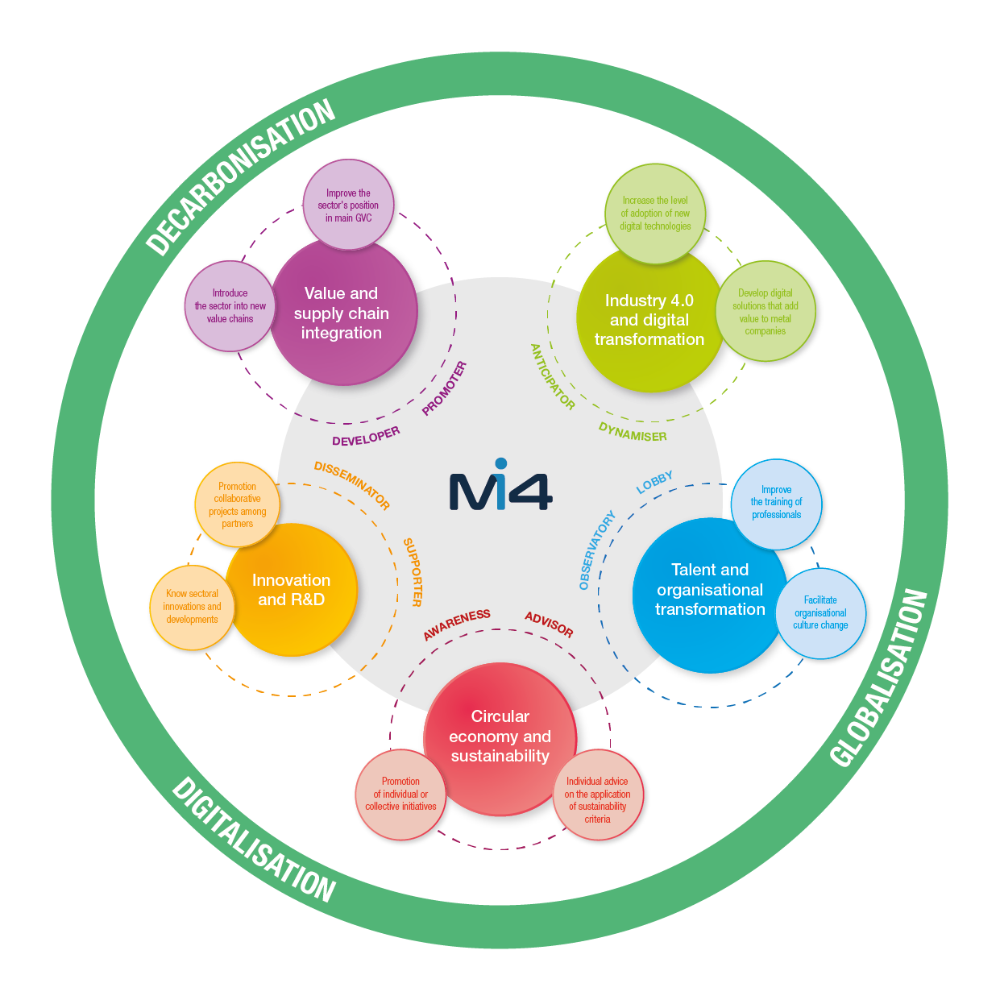 DECARBONISATION
Improve the
sector's position
in main GVC
Introduce
the sector into new
value chains
Value and
supply chain
integration
DEVELOPER
PROMOTER
Increase the level
of adoption of new
digital technologies
Develop digital
solutions that add
value to metal
companies
Industry 4.0
and digital
transformation
ANTICIPATOR
DYNAMISER
Mi4
Promotion
collaborative
projects among
partners
Know sectoral
innovations and
developments
Innovation
and R&D
DISSEMINATOR
SUPPORTER
LOBBY
OBSERVATORY
Improve
the training of
professionals
Facilitate
organisational
culture change
Talent and
organisational
transformation
AWARENESS
ADVISOR
Circular
economy and
sustainability
Promotion
of individual or
collective initiatives
Individual advice
on the application
of sustainability
criteria
DIGITALISATION
GLOBALISATION